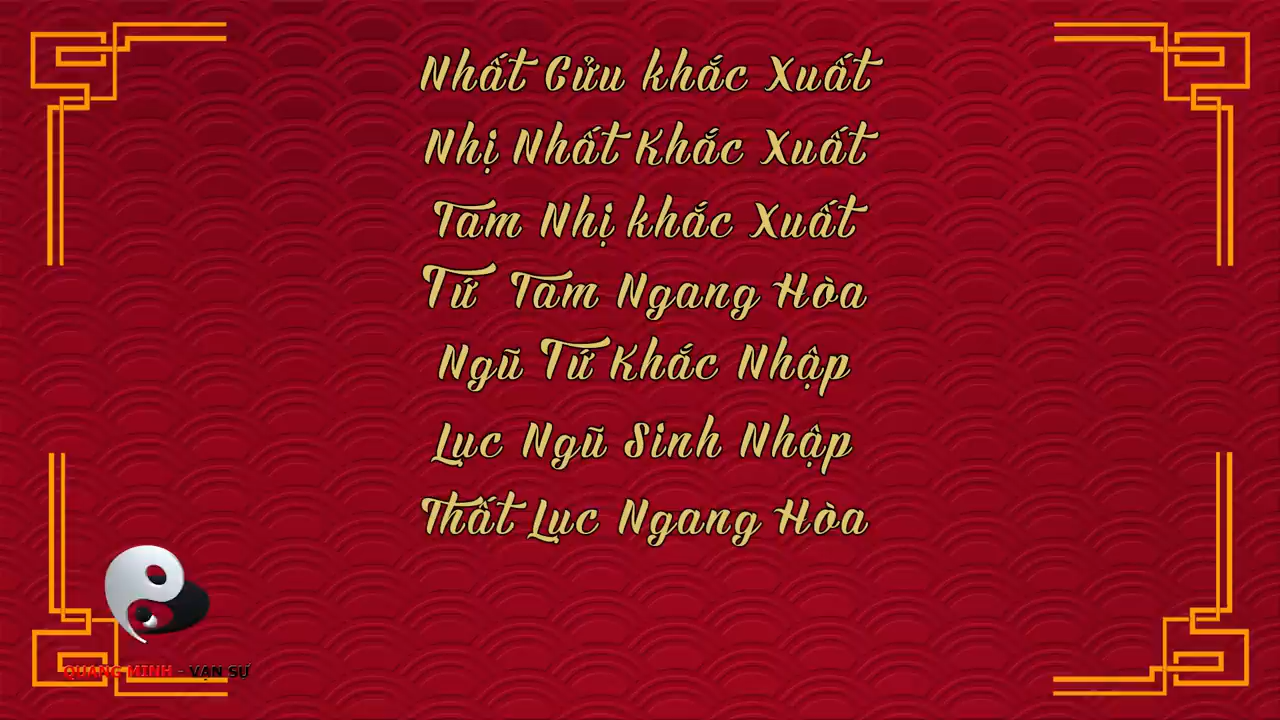 Nhất Cửu khắc Xuất
Nhị Nhất Khắc Xuất
Tam Nhị khắc Xuất
Tứ Tam Ngang Hòa
Ngũ Tứ Khắc Nhập
Lục Ngũ Sinh Nhập
Thất Lục Ngang Hòa
QUANG MINH - VẠN SỰ